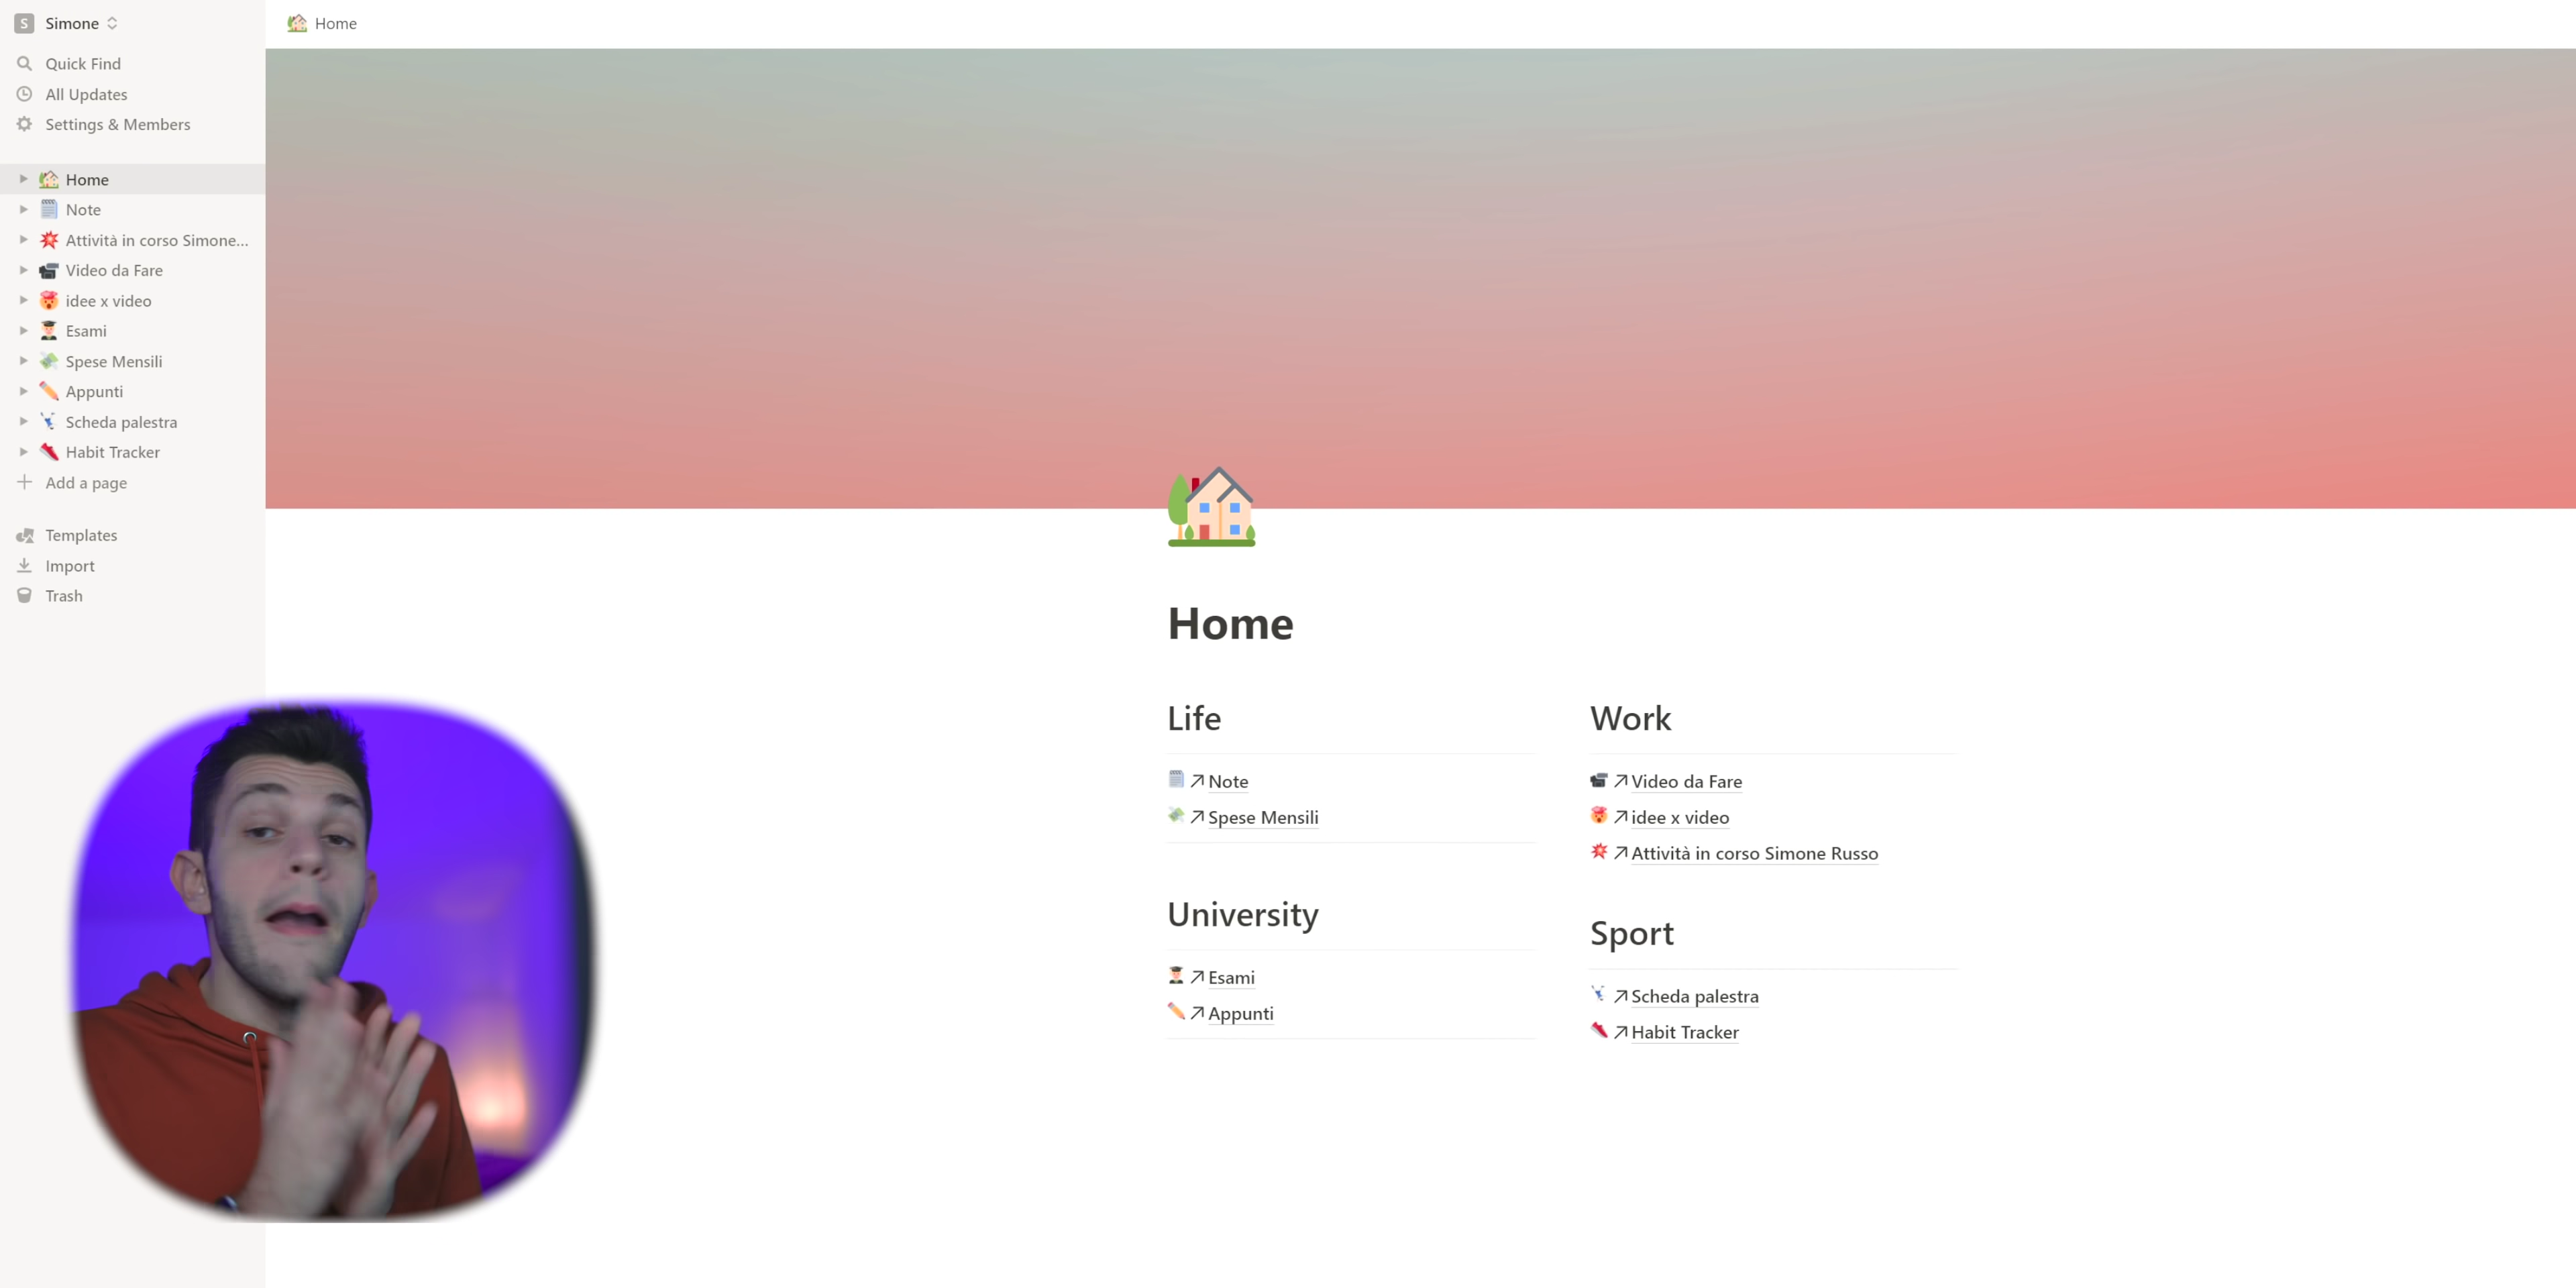 S Simone
Quick Find
All Updates
Settings & Members
Home
Note
Attività in corso Simone...
Video da Fare
idee x video
Esami
Spese Mensili
Appunti
Scheda palestra
Habit Tracker
Add a page
Templates
Import
Trash
Home
Home
Life
Note
Spese Mensili
University
Esami
Appunti
Work
Video da Fare
idee x video
Attività in corso Simone Russo
Sport
Scheda palestra
Habit Tracker